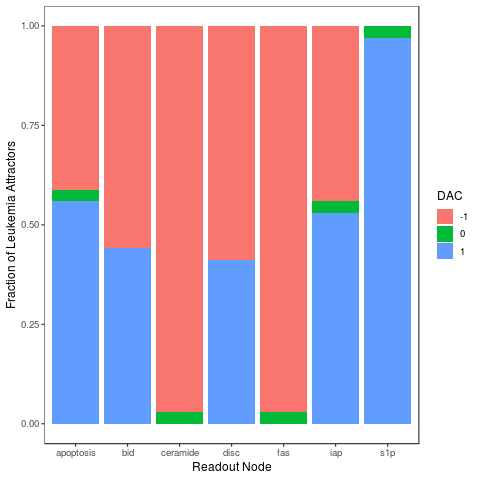 Fraction of Leukemia Attractors
1.00
0.75
0.50
0.25
0.00
apoptosis bid ceramide disc fas iap s1p
Readout Node
DAC
-1
0
1